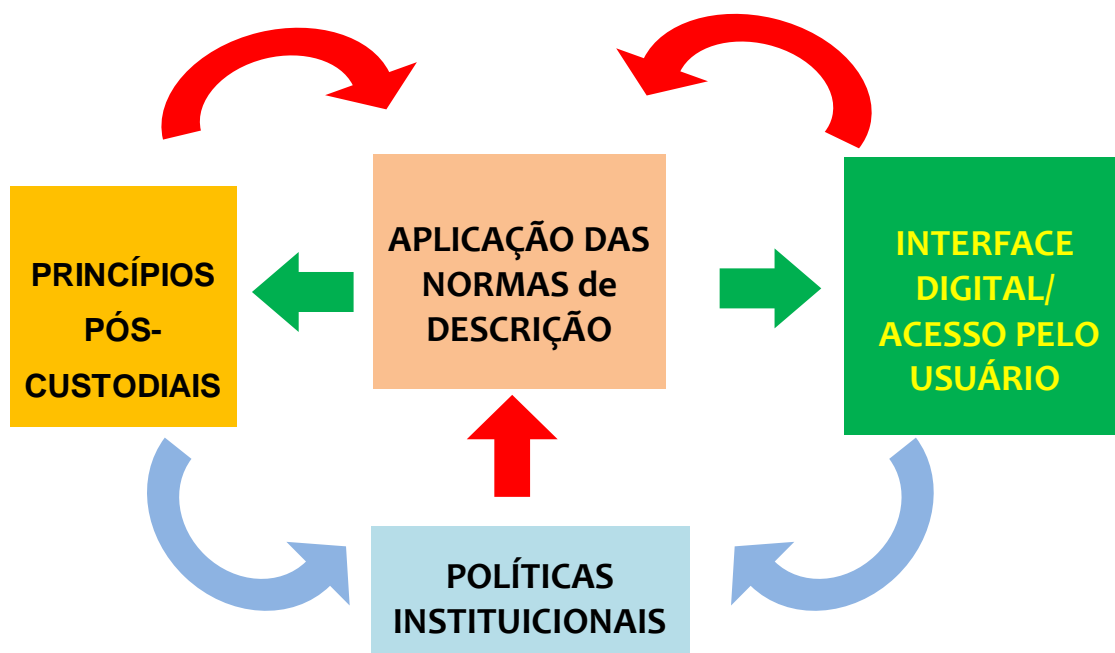 PRINCÍPIOS
PÓS-
CUSTODIAIS
APLICAÇÃO DAS
NORMAS de
DESCRIÇÃO
INTERFACE
DIGITAL/
ACESSO PELO
USUÁRIO
POLÍTICAS
INSTITUICIONAIS